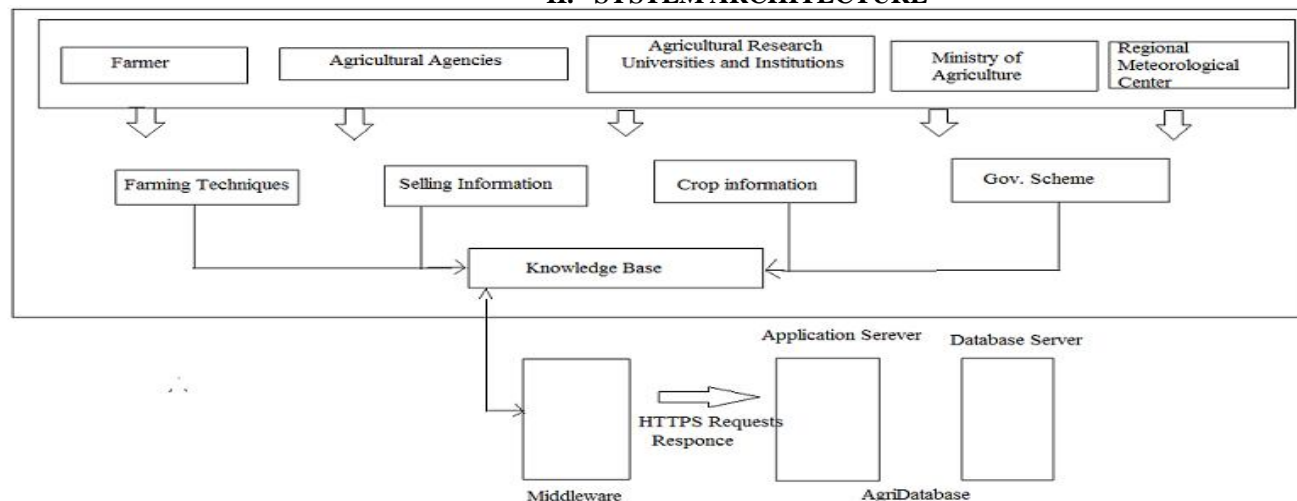 II. SYSTEM ARCHITECTURE
Farmer
Agricultural Agencies
Agricultural Research
Universities and Institutions
Ministry of
Agriculture
Regional
Meteorological
Center
Farming Techniques
Selling Information
Crop information
Gov. Scheme
Knowledge Base
Application Serever
Database Server
HTTPS Requests
Responce
Middleware
AgriDatabase